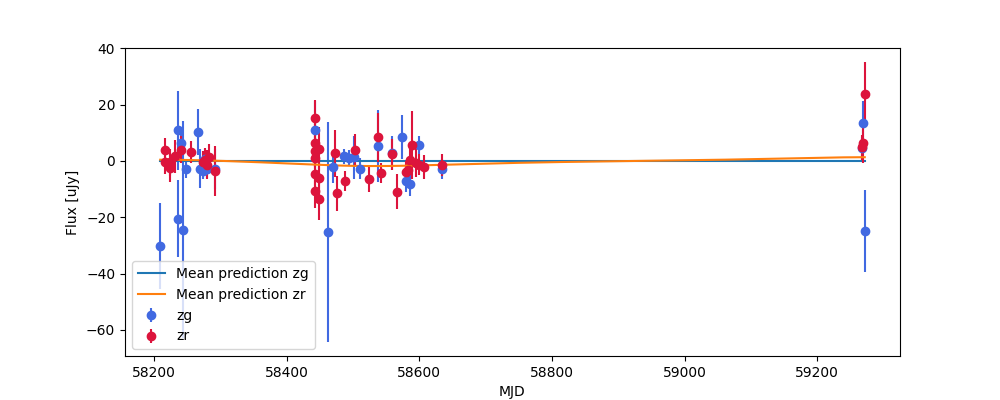 40
20
0
−20
−40
−60
Flux [uJy]
Mean prediction zg
Mean prediction zr
zg
zr
58200 58400 58600 58800 59000 59200
MJD